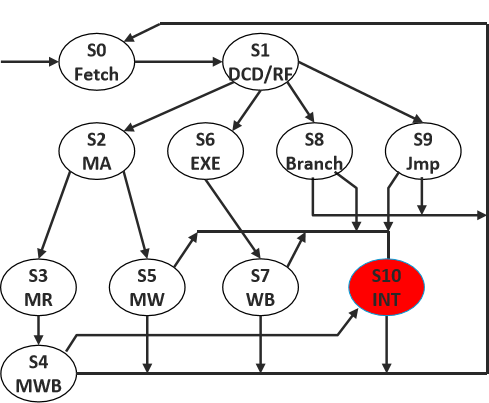 S0
Fetch
S1
DCD/RF
S2
MA
S6
EXE
S8
Branch
S9
Jmp
S3
MR
S5
MW
S7
WB
S10
INT
S4
MWB